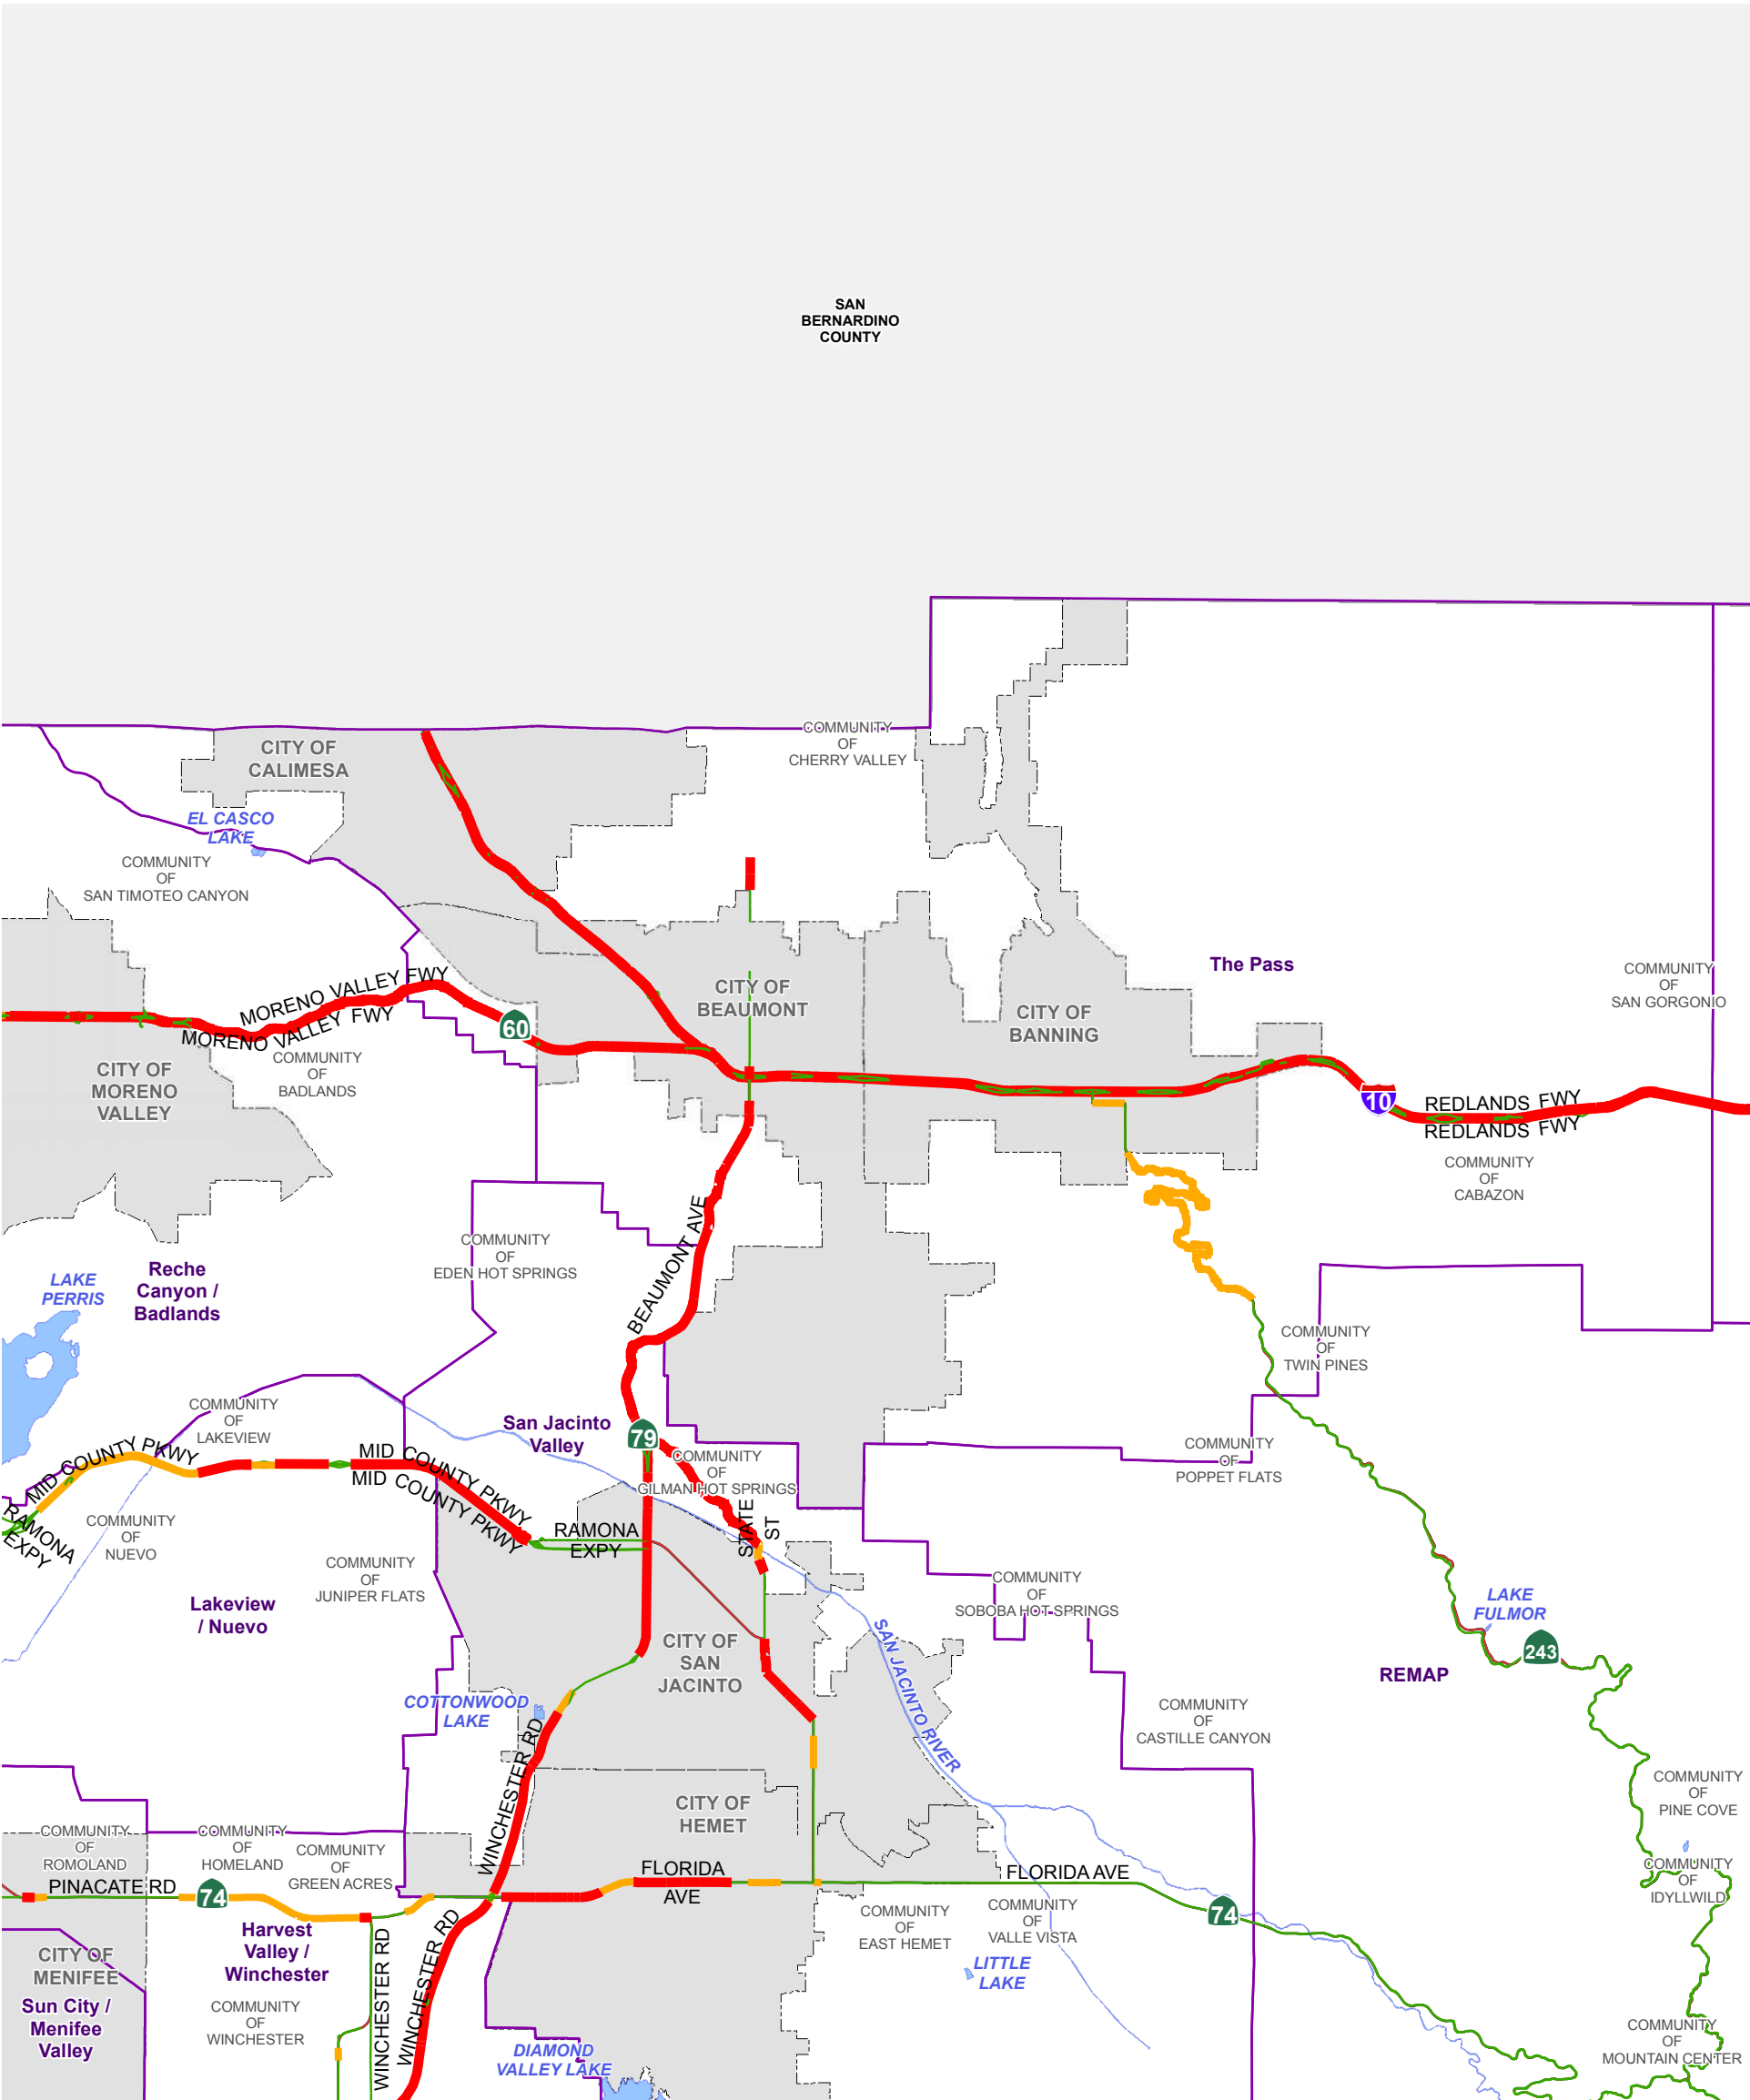 SAN
BERNARDINO
COUNTY
COMMUNITY
OF
CHERRY VALLEY
CITY OF
CALIMESA
EL CASCO
LAKE
COMMUNITY
OF
SAN TIMOTEO CANYON
The Pass
COMMUNITY
OF
SAN GORGONIO
MORENO VALLEY FWY
MORENO VALLEY FWY
60
CITY OF
BEAUMONT
CITY OF
BANNING
COMMUNITY
OF
BADLANDS
CITY OF
MORENO
VALLEY
10
REDLANDS FWY
REDLANDS FWY
COMMUNITY
OF
CABAZON
BEAUMONT AVE
COMMUNITY
OF
EDEN HOT SPRINGS
Reche
Canyon /
Badlands
LAKE
PERRIS
COMMUNITY
OF
TWIN PINES
COMMUNITY
OF
LAKEVIEW
San Jacinto
Valley
79
COMMUNITY
OF
GILMAN HOT SPRINGS
COMMUNITY
OF
POPPET FLATS
MID COUNTY PKWY
MID COUNTY PKWY
MID COUNTY PKWY
RAMONA
EXPY
COMMUNITY
OF
NUEVO
RAMONA
EXPY
STATE
ST
COMMUNITY
OF
JUNIPER FLATS
COMMUNITY
OF
SOBOBA HOT SPRINGS
Lakeview
/ Nuevo
LAKE
FULMOR
243
REMAP
CITY OF
SAN
JACINTO
SAN JACINTO RIVER
COTTONWOOD
LAKE
COMMUNITY
OF
CASTILLE CANYON
WINCHESTER RD
CITY OF
HEMET
COMMUNITY
OF
PINE COVE
COMMUNITY
OF
ROMOLAND
COMMUNITY
OF
HOMELAND
COMMUNITY
OF
GREEN ACRES
PINACATE RD
74
FLORIDA
AVE
FLORIDA AVE
COMMUNITY
OF
IDYLLWILD
COMMUNITY
OF
EAST HEMET
COMMUNITY
OF
VALLE VISTA
74
Harvest
Valley /
Winchester
CITY OF
MENIFEE
LITTLE
LAKE
Sun City /
Menifee
Valley
COMMUNITY
OF
WINCHESTER
WINCHESTER RD
WINCHESTER RD
DIAMOND
VALLEY LAKE
COMMUNITY
OF
MOUNTAIN CENTER